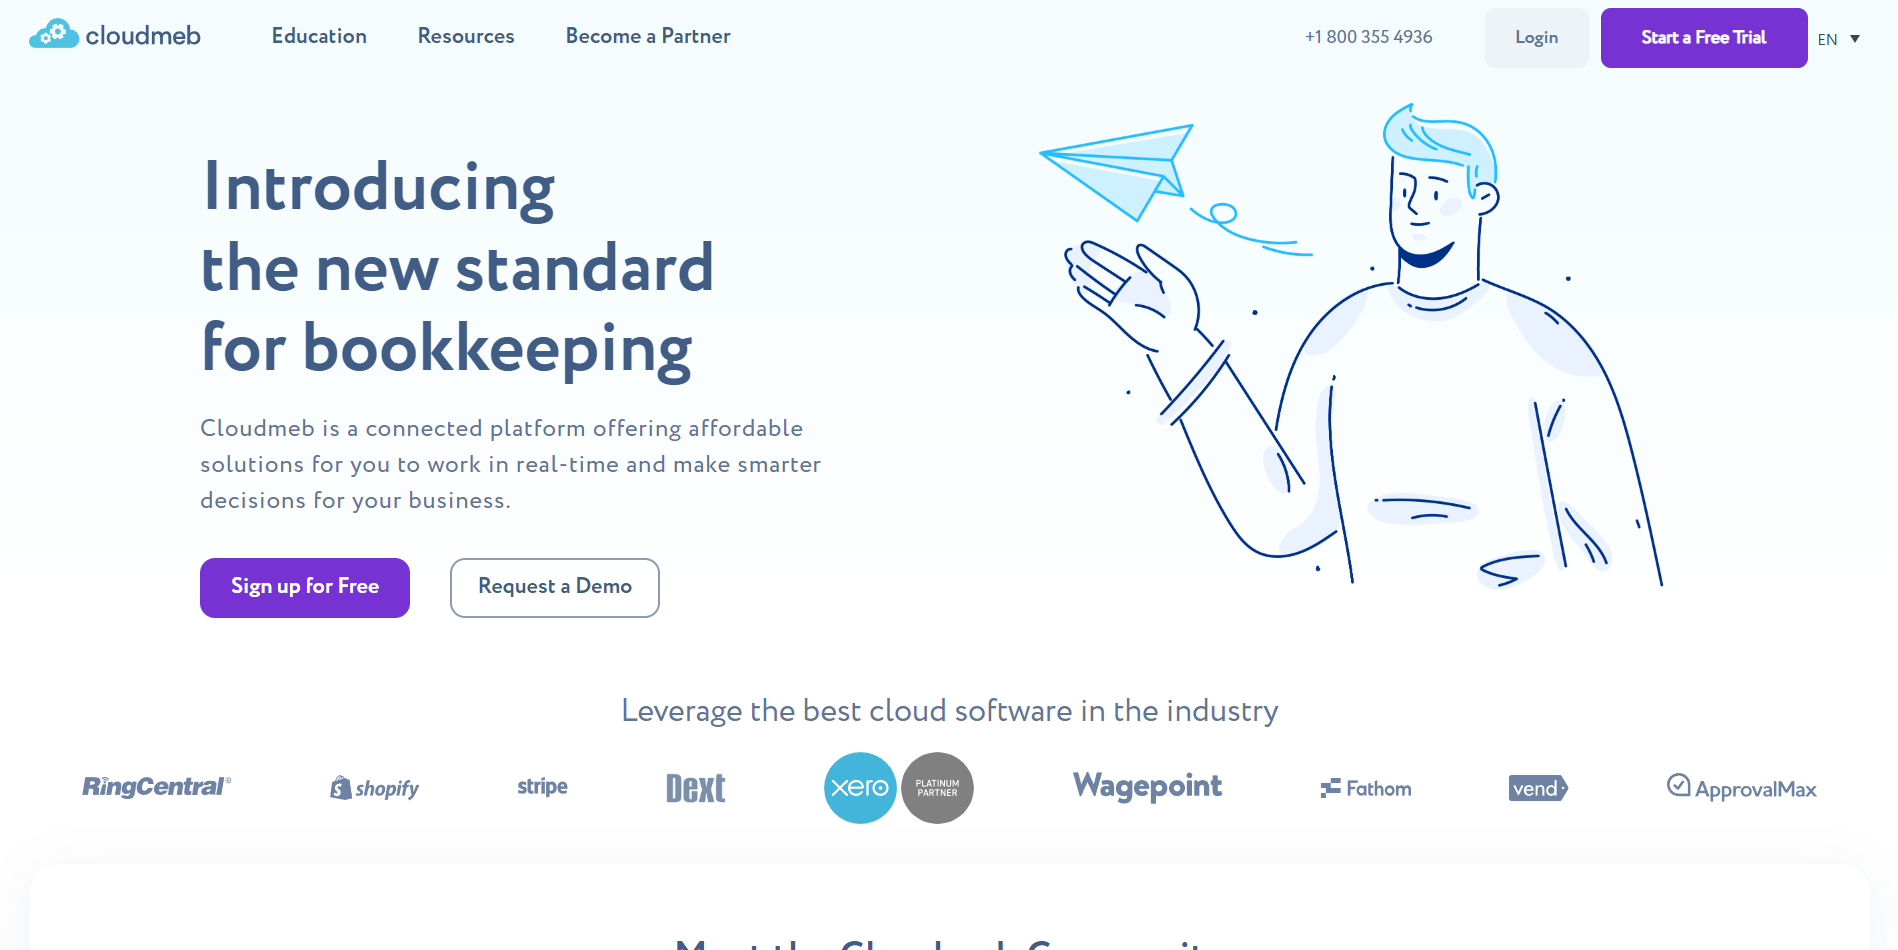 cloudmeb
Education
Resources
Become a Partner
+1 800 355 4936
Login
Start a Free Trial
EN
Introducing
the new standard
for bookkeeping
Cloudmeb is a connected platform offering affordable
solutions for you to work in real-time and make smarter
decisions for your business.
Sign up for Free
Request a Demo
Leverage the best cloud software in the industry
RingCentral®
shopify
stripe
Dext
xero
PLATINUM
PARTNER
Wagepoint
Fathom
vend
ApprovalMax